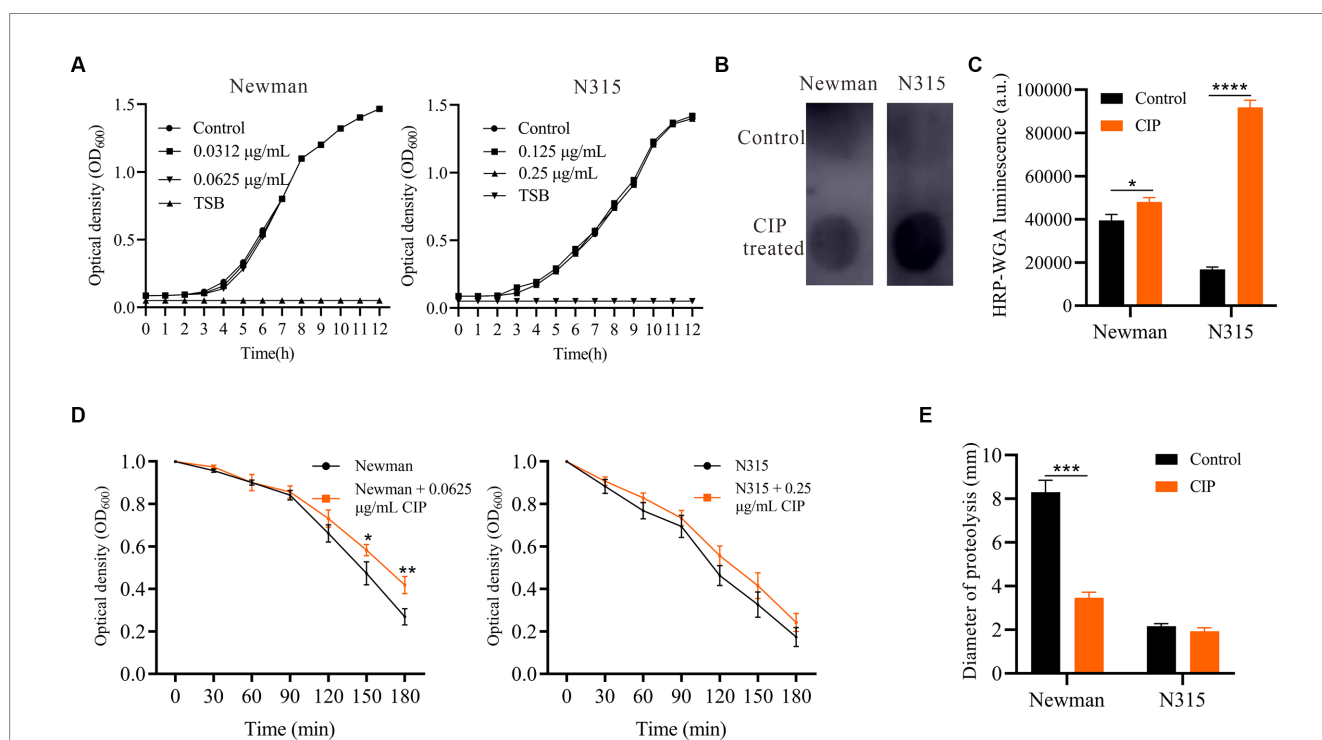 A
Newman
Optical density (OD600)
1.5
1.0
0.5
0.0
Control
0.0312 μg/mL
0.0625 μg/mL
TSB
0 1 2 3 4 5 6 7 8 9 10 11 12
Time(h)
N315
Optical density (OD600)
1.5
1.0
0.5
0.0
Control
0.125 μg/mL
0.25 μg/mL
TSB
0 1 2 3 4 5 6 7 8 9 10 11 12
Time(h)
B
Newman N315
Control
CIP
treated
C
HRP-WGA luminescence (a.u.)
100000
80000
60000
40000
20000
0
Control
CIP
*
****
Newman N315
D
Optical density (OD600)
1.0
0.8
0.6
0.4
0.2
0.0
Newman
Newman + 0.0625
μg/mL CIP
*
**
0 30 60 90 120 150 180
Time (min)
Optical density (OD600)
1.0
0.8
0.6
0.4
0.2
0.0
N315
N315 + 0.25
μg/mL CIP
0 30 60 90 120 150 180
Time (min)
E
Diameter of proteolysis (mm)
10
8
6
4
2
0
***
Control
CIP
Newman N315